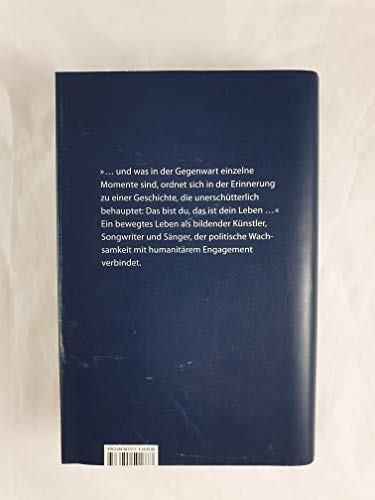 »… und was in der Gegenwart einzelne
Momente sind, ordnet sich in der Erinnerung
zu einer Geschichte, die unerschütterlich
behauptet: Das bist du, das ist dein Leben …«
Ein bewegtes Leben als bildender Künstler,
Songwriter und Sänger, der politische Wach-
samkeit mit humanitärem Engagement
verbindet.